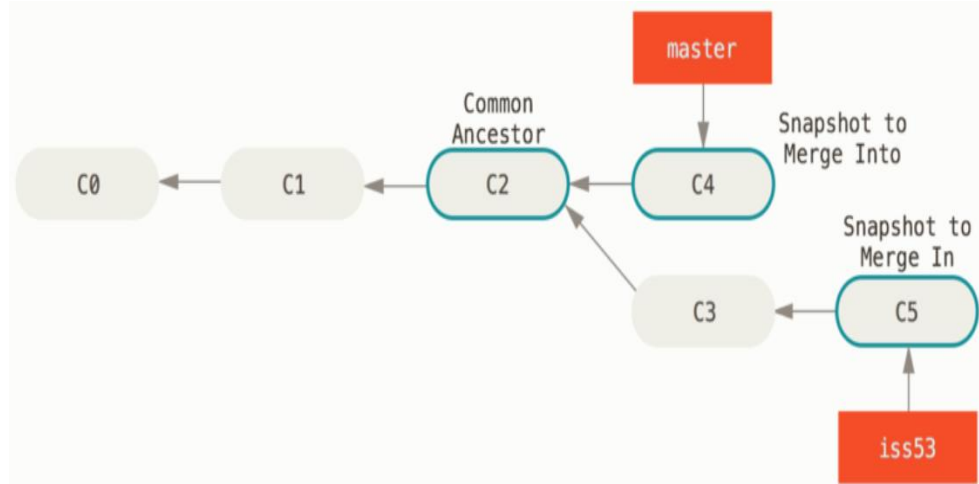 master
Common
Ancestor
Snapshot to
Merge Into
C0
C1
C2
C4
Snapshot to
Merge In
C3
C5
iss53